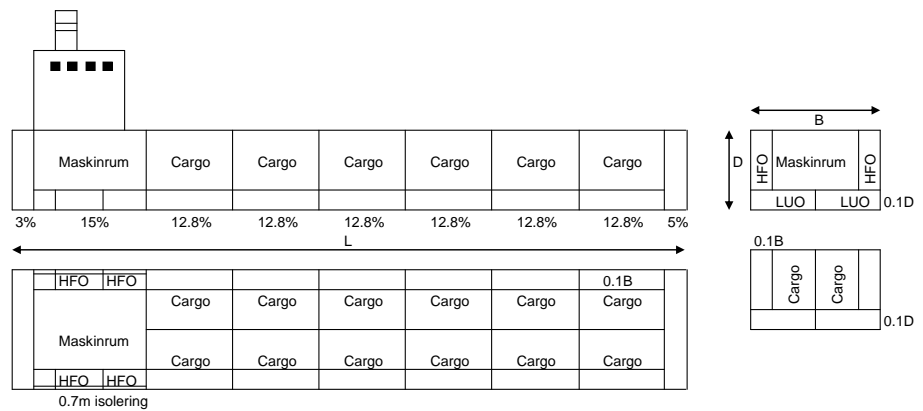 B
D
Maskinrum Cargo Cargo Cargo Cargo Cargo Cargo
HFO Maskinrum HFO
LUO LUO 0.1D
3% 15% 12.8% 12.8% 12.8% 12.8% 12.8% 12.8% 5%
L
0.1B
HFO HFO 0.1B
Cargo Cargo Cargo Cargo Cargo Cargo
Cargo Cargo
0.1D
Maskinrum
Cargo Cargo Cargo Cargo Cargo Cargo
HFO HFO
0.7m isolering